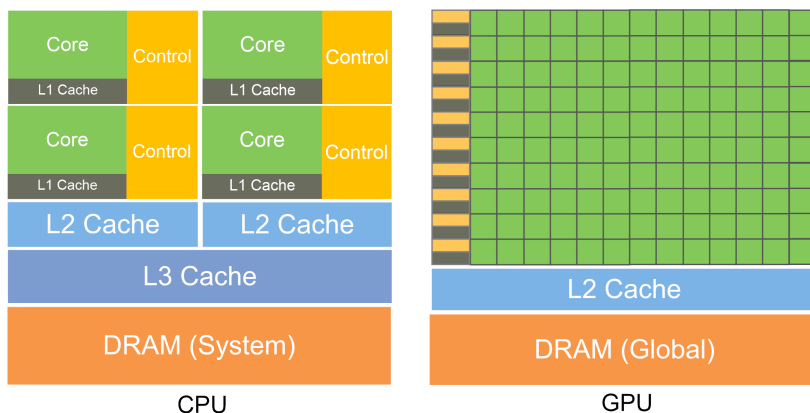 Core
Control
L1 Cache
Core
Control
L1 Cache
Core
Control
L1 Cache
Core
Control
L1 Cache
L2 Cache
L2 Cache
L3 Cache
DRAM (System)
CPU
L2 Cache
DRAM (Global)
GPU